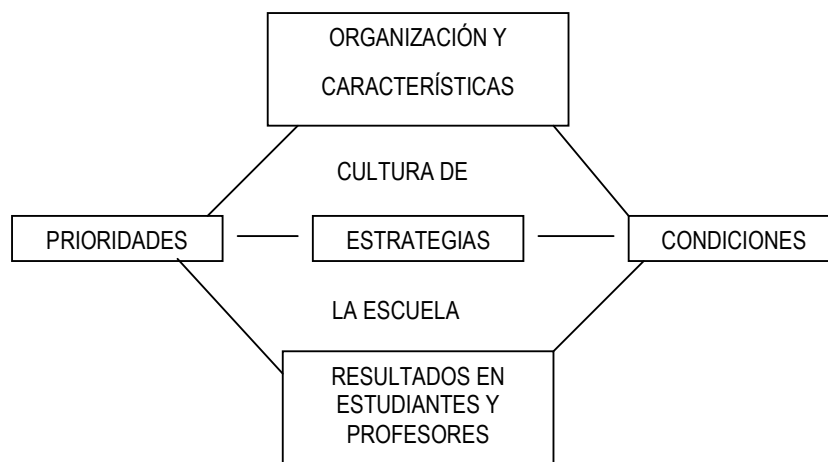 ORGANIZACIÓN Y
CARACTERÍSTICAS
CULTURA DE
PRIORIDADES
ESTRATEGIAS
CONDICIONES
LA ESCUELA
RESULTADOS EN
ESTUDIANTES Y
PROFESORES